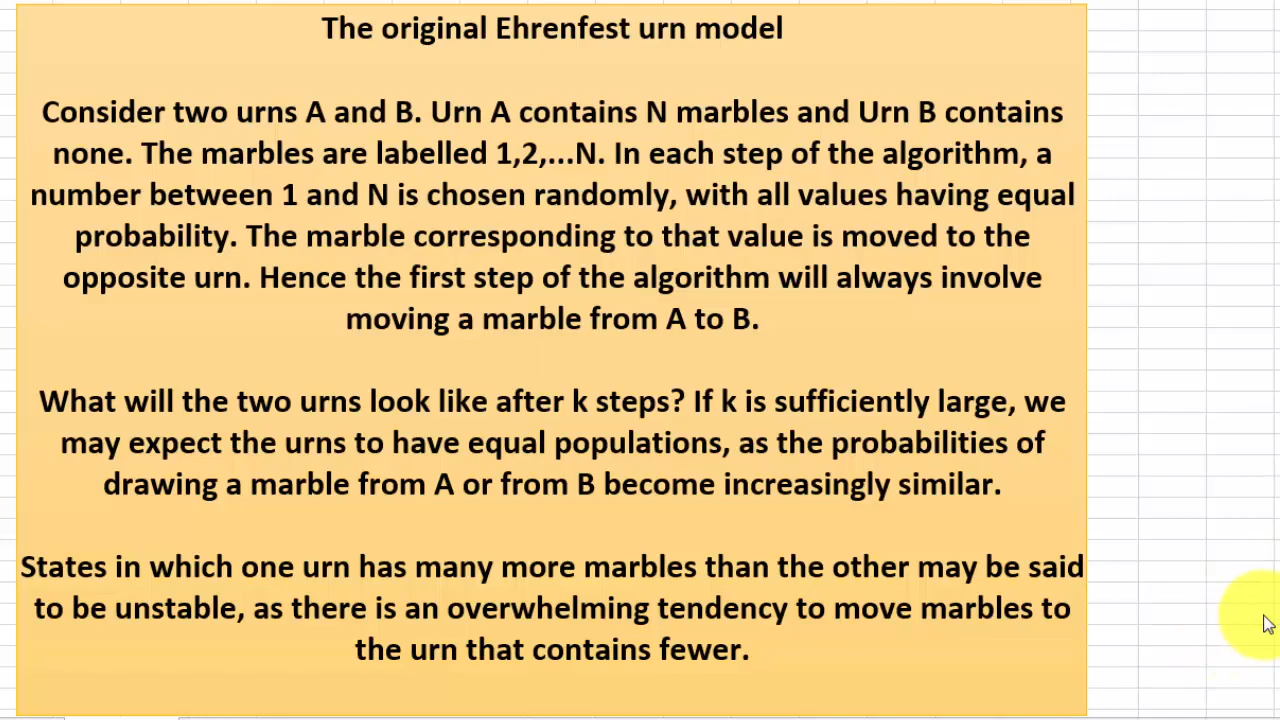 The original Ehrenfest urn model
Consider two urns A and B. Urn A contains N marbles and Urn B contains
none. The marbles are labelled 1,2,...N. In each step of the algorithm, a
number between 1 and N is chosen randomly, with all values having equal
probability. The marble corresponding to that value is moved to the
opposite urn. Hence the first step of the algorithm will always involve
moving a marble from A to B.
What will the two urns look like after k steps? If k is sufficiently large, we
may expect the urns to have equal populations, as the probabilities of
drawing a marble from A or from B become increasingly similar.
States in which one urn has many more marbles than the other may be said
to be unstable, as there is an overwhelming tendency to move marbles to
the urn that contains fewer.